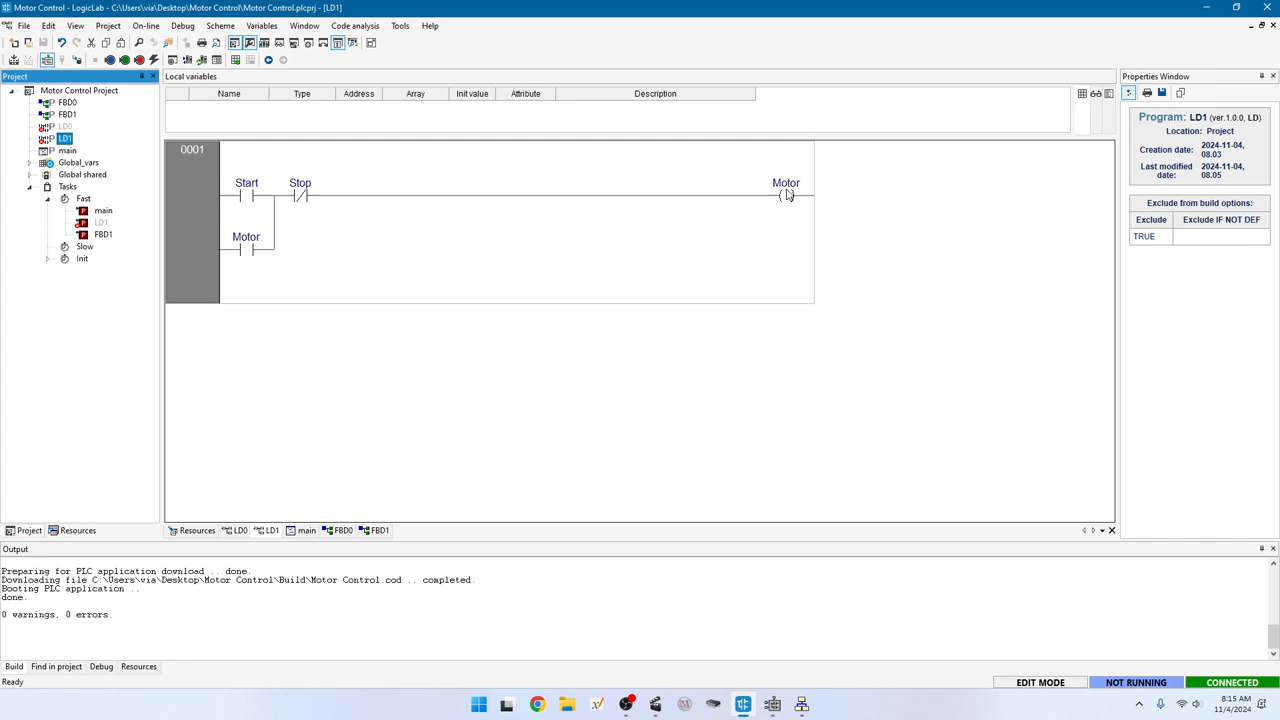 Motor Control - LogicLab - C:\Users\via\Desktop\Motor Control\Motor Control.plcprj - [LD1]
File Edit View Project On-line Debug Scheme Variables Window Code analysis Tools Help
Project
Motor Control Project
FBD0
FBD1
LD0
LD1
main
Global_vars
Global shared
Tasks
Fast
main
LD1
FBD1
Slow
Init
Project Resources
Local variables
Name Type Address Array Init value Attribute Description
0001
Start Stop Motor
Motor
Resources LD0 LD1 main FBD0 FBD1
Properties Window
Program: LD1 (ver.1.0.0, LD)
Location: Project
Creation date: 2024-11-04, 08.03
Last modified date: 2024-11-04, 08.05
Exclude from build options:
Exclude Exclude IF NOT DEF
TRUE
Output
Preparing for PLC application download .. done.
Downloading file C:\Users\via\Desktop\Motor Control\Build\Motor Control.cod .. completed.
Booting PLC application ..
done.
0 warnings, 0 errors.
Build Find in project Debug Resources
Ready
EDIT MODE NOT RUNNING CONNECTED
8:15 AM
11/4/2024